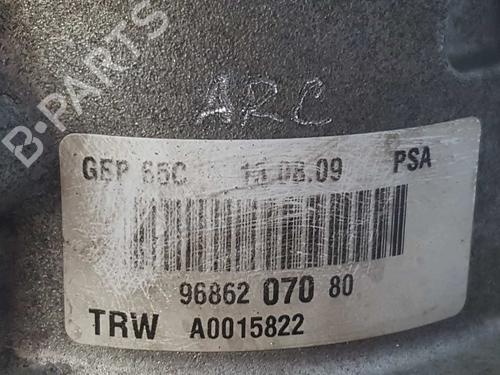 B-PARTS
ARC
GEP 65C 15.08.09 PSA
96862 070 80
TRW A0015822